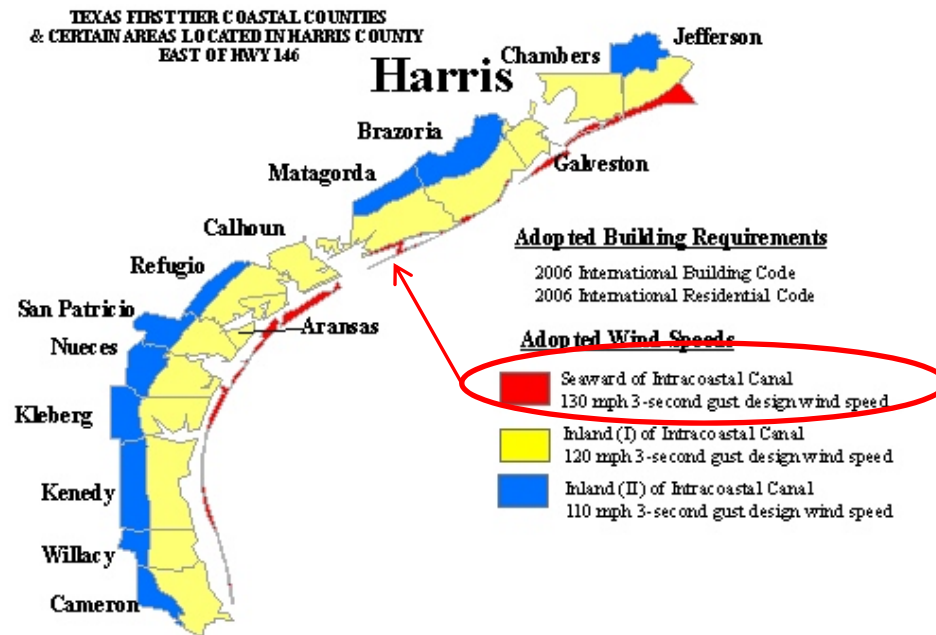 TEXAS FIRST TIER COASTAL COUNTIES
& CERTAIN AREAS LOCATED IN HARRIS COUNTY
EAST OF HWY 146
Jefferson
Chambers
Harris
Brazoria
Galveston
Matagorda
Calhoun
Refugio
San Patricio
Aransas
Nueces
Kleberg
Kenedy
Willacy
Cameron
Adopted Building Requirements
2006 International Building Code
2006 International Residential Code
Adopted Wind Speeds
Seaward of Intracoastal Canal
130 mph 3-second gust design wind speed
Inland (I) of Intracoastal Canal
120 mph 3-second gust design wind speed
Inland (II) of Intracoastal Canal
110 mph 3-second gust design wind speed